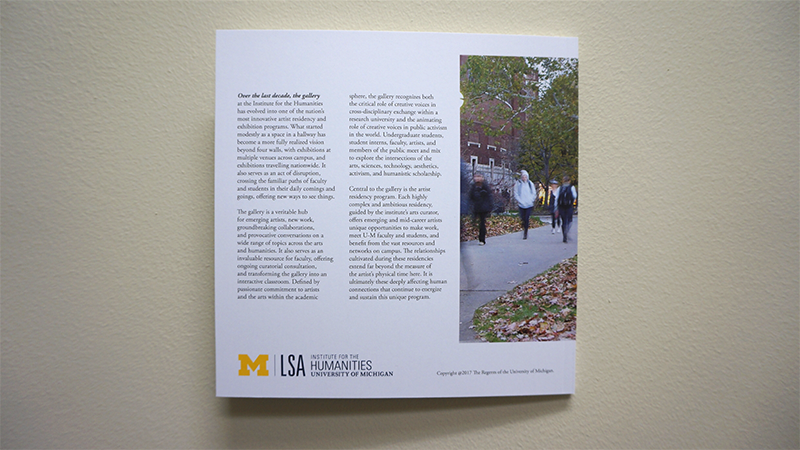 Over the last decade, the gallery
at the Institute for the Humanities
has evolved into one of the nation's
most innovative artist residency and
exhibition programs. What started
modestly as a space in a hallway has
become a more fully realized vision
beyond four walls, with exhibitions at
multiple venues across campus, and
exhibitions travelling nationwide. It
also serves as an act of disruption,
crossing the familiar paths of faculty
and students in their daily comings and
goings, offering new ways to see things.
The gallery is a veritable hub
for emerging artists, new work,
groundbreaking collaborations,
and provocative conversations on a
wide range of topics across the arts
and humanities. It also serves as an
invaluable resource for faculty, offering
ongoing curatorial consultation,
and transforming the gallery into an
interactive classroom. Defined by
passionate commitment to artists
and the arts within the academic
sphere, the gallery recognizes both
the critical role of creative voices in
cross-disciplinary exchange within a
research university and the animating
role of creative voices in public activism
in the world. Undergraduate students,
student interns, faculty, artists, and
members of the public meet and mix
to explore the intersections of the
arts, sciences, technology, aesthetics,
activism, and humanistic scholarship.
Central to the gallery is the artist
residency program. Each highly
complex and ambitious residency,
guided by the institute's arts curator,
offers emerging and mid-career artists
unique opportunities to make work,
meet U-M faculty and students, and
benefit from the vast resources and
networks on campus. The relationships
cultivated during these residencies
extend far beyond the measure of
the artist's physical time here. It is
ultimately these deeply affecting human
connections that continue to energize
and sustain this unique program.
M LSA INSTITUTE FOR THE
HUMANITIES
UNIVERSITY OF MICHIGAN
Copyright @2017 The Regents of the University of Michigan